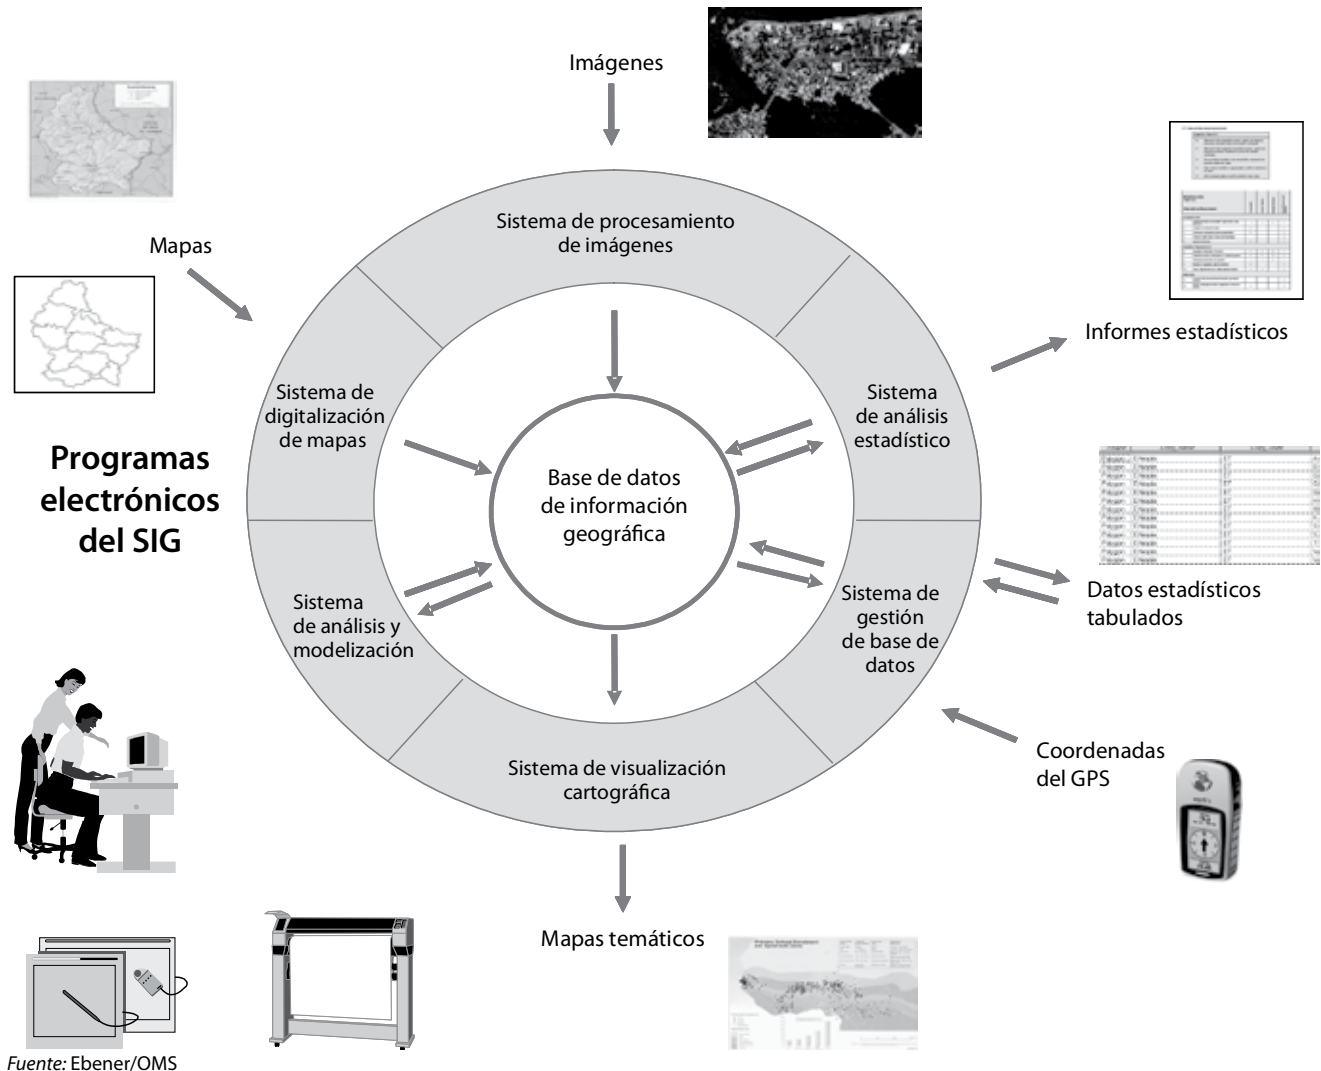 Imágenes
Mapas
Sistema de procesamiento
de imágenes
Informes estadísticos
Sistema de
digitalización
de mapas
Sistema
de análisis
estadístico
Programas
electrónicos
del SIG
Base de datos
de información
geográfica
Sistema
de análisis y
modelización
Sistema de
gestión
de base de
datos
Datos estadísticos
tabulados
Sistema de visualización
cartográfica
Coordenadas
del GPS
Mapas temáticos
Fuente: Ebener/OMS